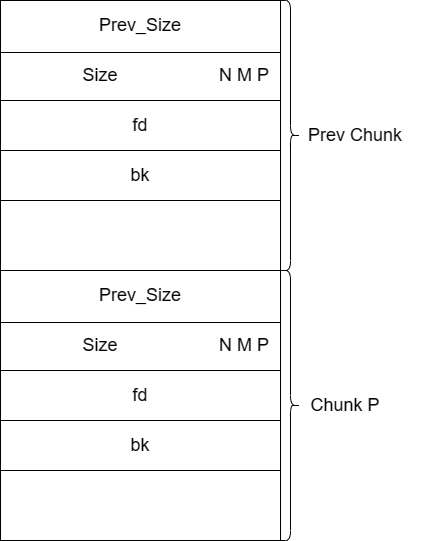 Prev_Size
Size N M P
fd
Prev Chunk
bk
Prev_Size
Size N M P
fd
Chunk P
bk